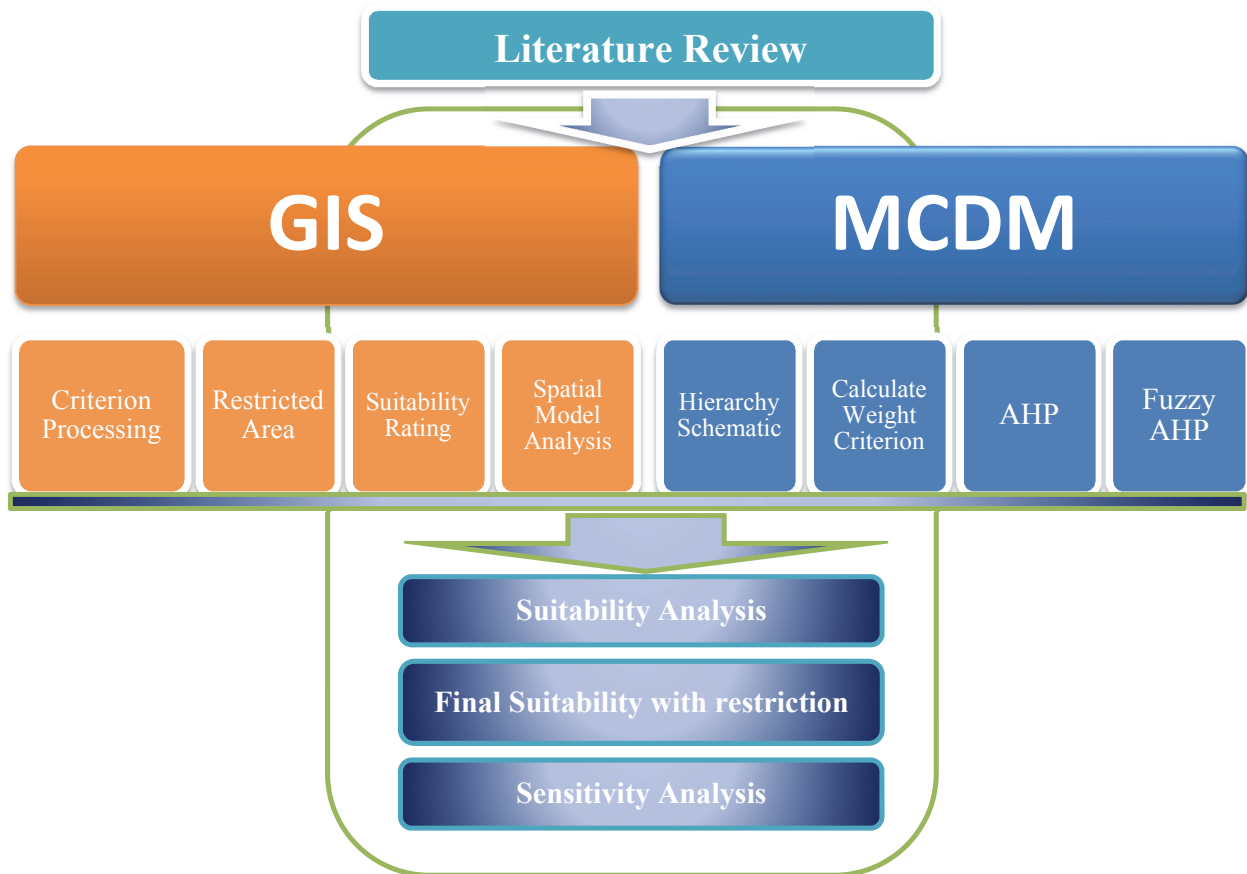 Literature Review
GIS
MCDM
Criterion
Processing
Restricted
Area
Suitability
Rating
Spatial
Model
Analysis
Hierarchy
Schematic
Calculate
Weight
Criterion
AHP
Fuzzy
AHP
Suitability Analysis
Final Suitability with restriction
Sensitivity Analysis